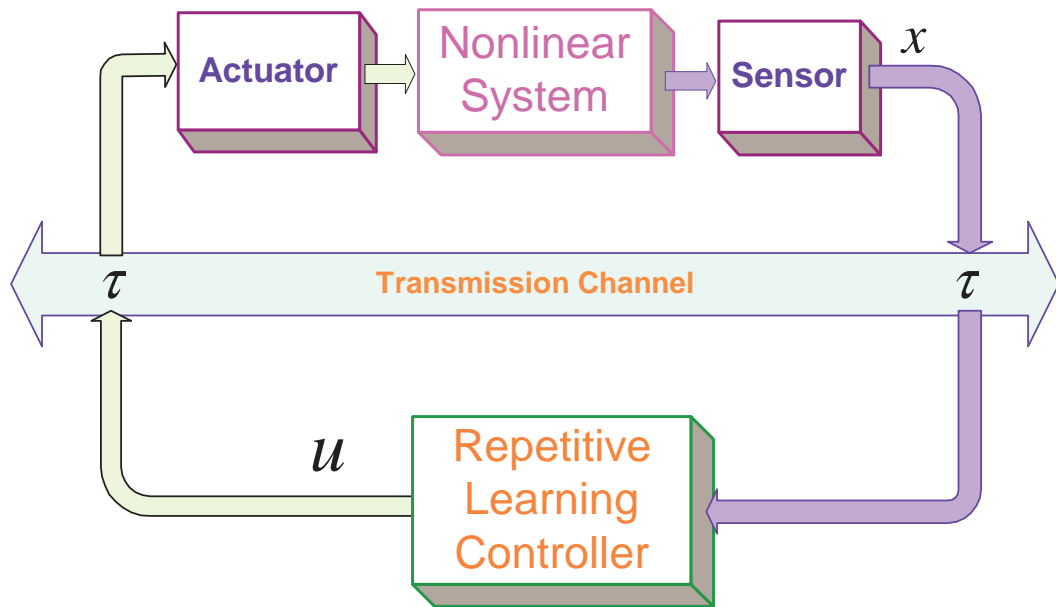 Actuator
Nonlinear
System
Sensor
x
τ
Transmission Channel
τ
u
Repetitive
Learning
Controller